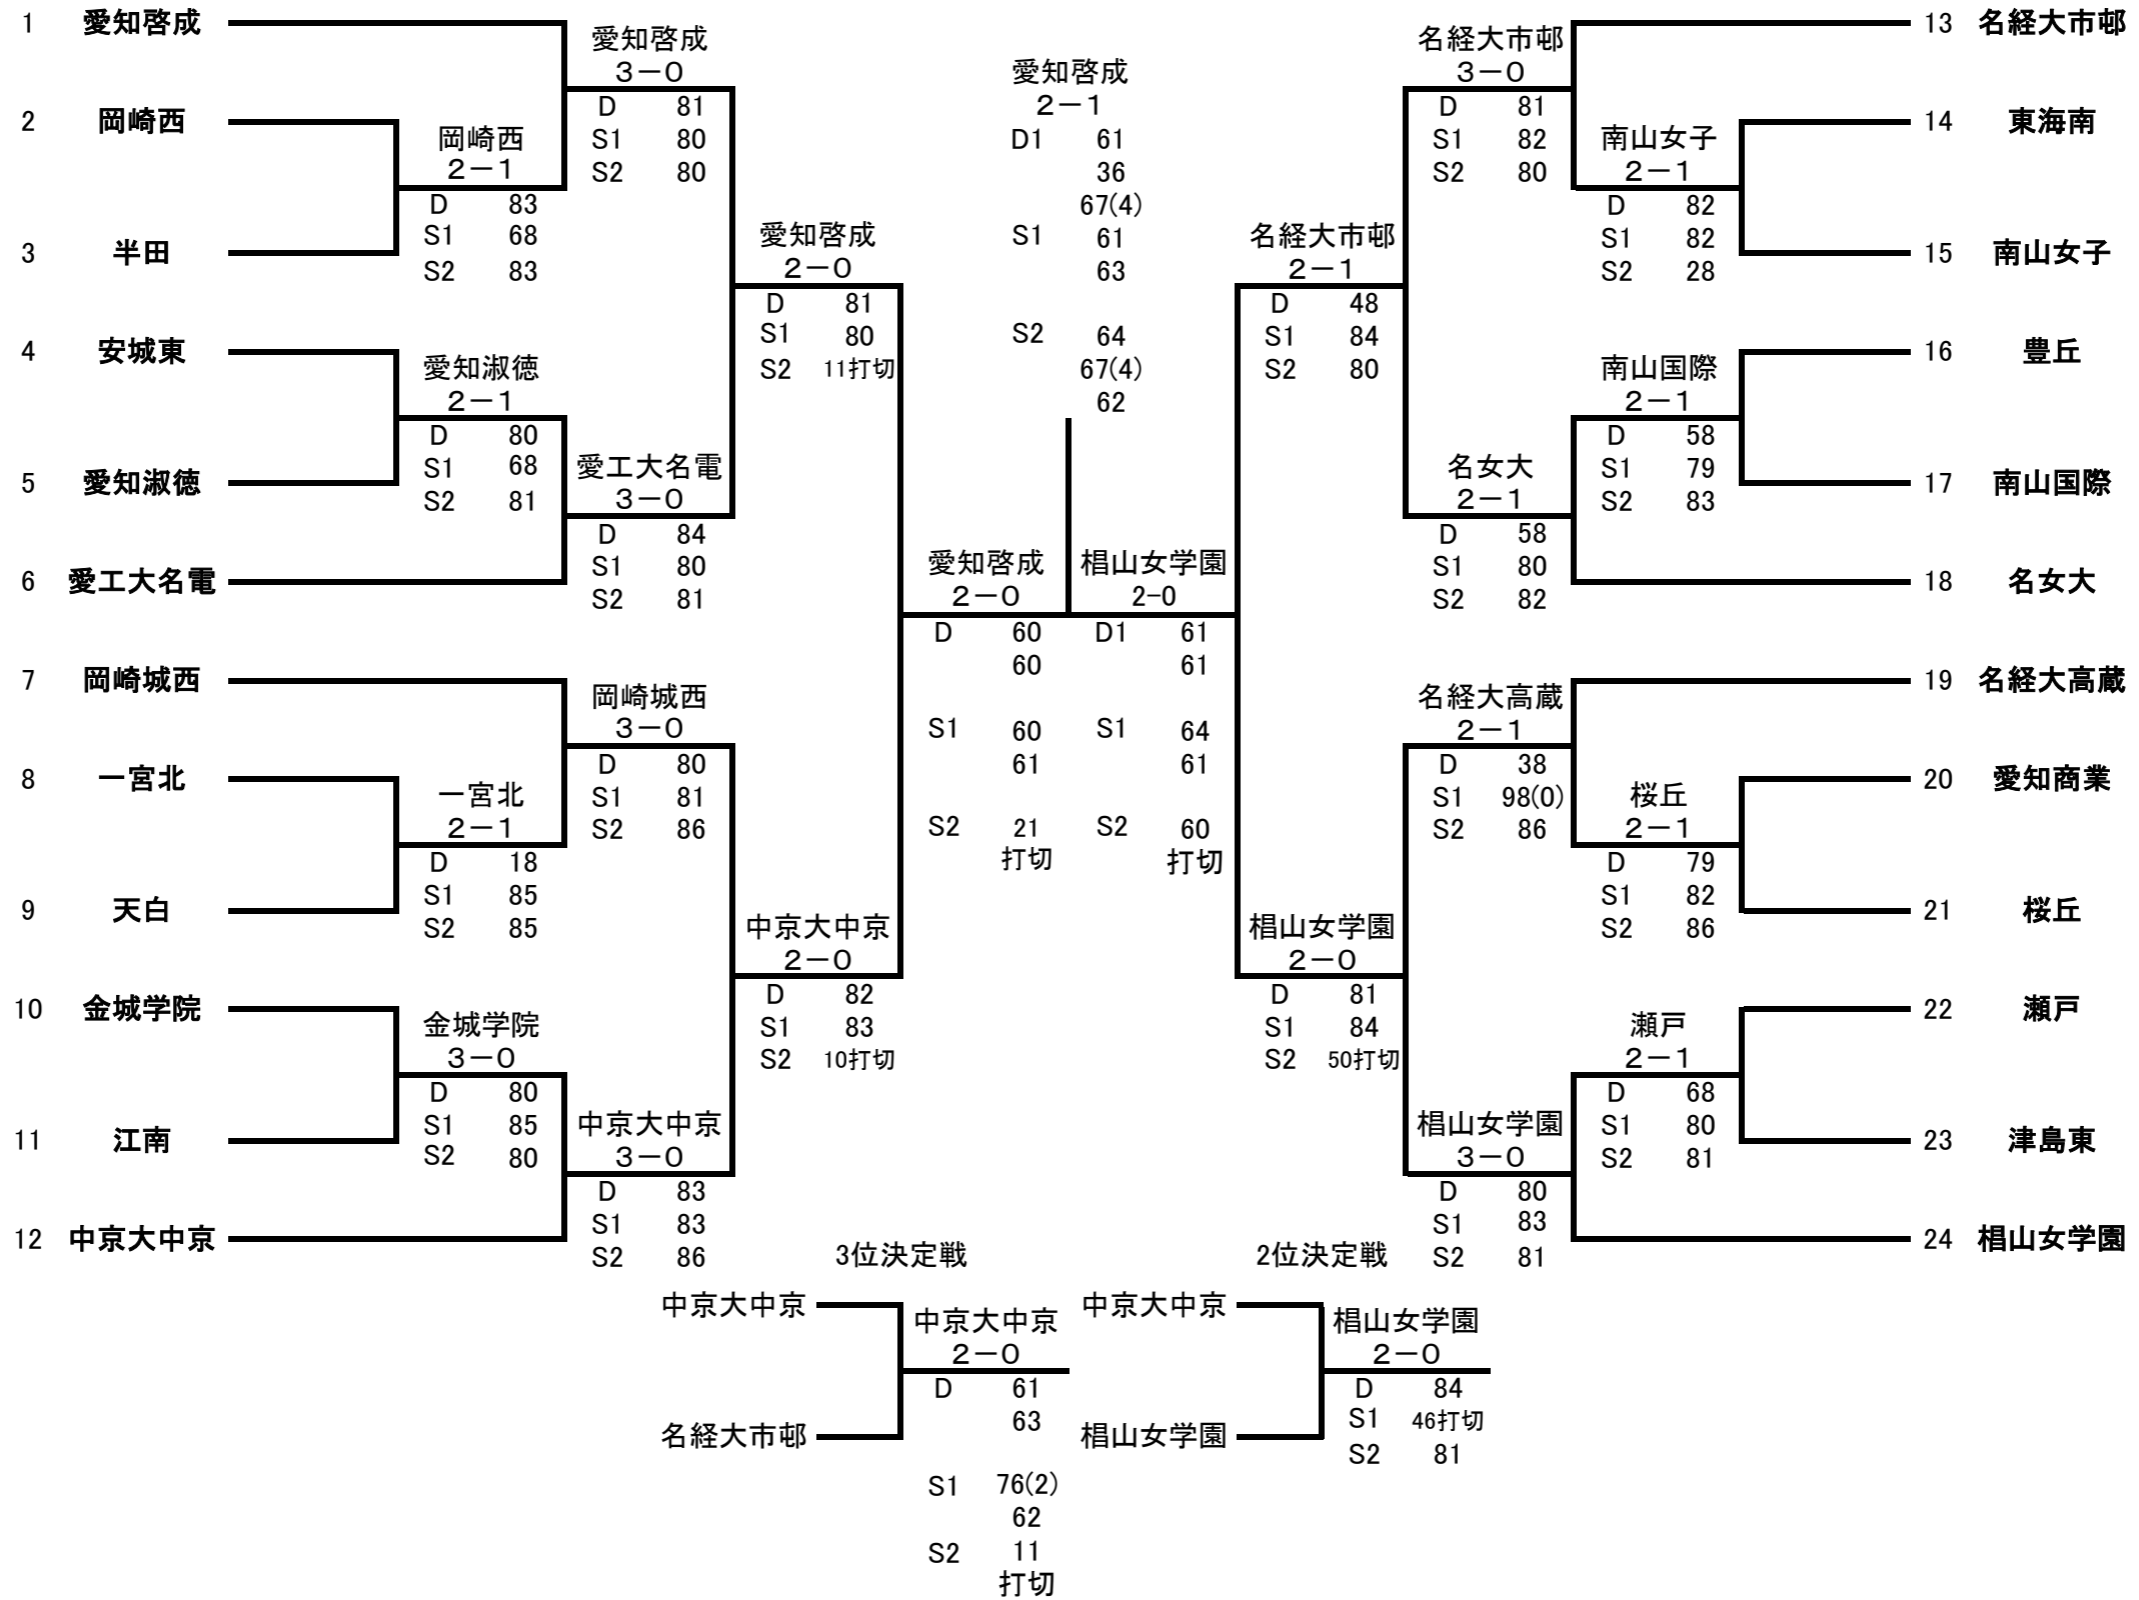 1 愛知啓成
2 岡崎西
3 半田
4 安城東
5 愛知淑徳
6 愛工大名電
7 岡崎城西
8 一宮北
9 天白
10 金城学院
11 江南
12 中京大中京
岡崎西
2－1
D 83
S1 68
S2 83
愛知淑徳
2－1
D 80
S1 68
S2 81
一宮北
2－1
D 18
S1 85
S2 85
金城学院
3－0
D 80
S1 85
S2 80
愛知啓成
3－0
D 81
S1 80
S2 80
愛工大名電
3－0
D 84
S1 80
S2 81
岡崎城西
3－0
D 80
S1 81
S2 86
中京大中京
3－0
D 83
S1 83
S2 86
愛知啓成
2－0
D 81
S1 80
S2 11打切
中京大中京
2－0
D 82
S1 83
S2 10打切
愛知啓成
2－0
D 60
60
S1 60
61
S2 21
打切
愛知啓成
2－1
D1 61
36
67(4)
S1 61
63
S2 64
67(4)
62
椙山女学園
2-0
D1 61
61
S1 64
61
S2 60
打切
名経大市邨
2－1
D 48
S1 84
S2 80
椙山女学園
2－0
D 81
S1 84
S2 50打切
名経大市邨
3－0
D 81
S1 82
S2 80
名女大
2－1
D 58
S1 80
S2 82
名経大高蔵
2－1
D 38
S1 98(0)
S2 86
椙山女学園
3－0
D 80
S1 83
S2 81
南山女子
2－1
D 82
S1 82
S2 28
南山国際
2－1
D 58
S1 79
S2 83
桜丘
2－1
D 79
S1 82
S2 86
瀬戸
2－1
D 68
S1 80
S2 81
13 名経大市邨
14 東海南
15 南山女子
16 豊丘
17 南山国際
18 名女大
19 名経大高蔵
20 愛知商業
21 桜丘
22 瀬戸
23 津島東
24 椙山女学園
3位決定戦
中京大中京
名経大市邨
中京大中京
2－0
D 61
63
S1 76(2)
62
S2 11
打切
2位決定戦
中京大中京
椙山女学園
椙山女学園
2－0
D 84
S1 46打切
S2 81